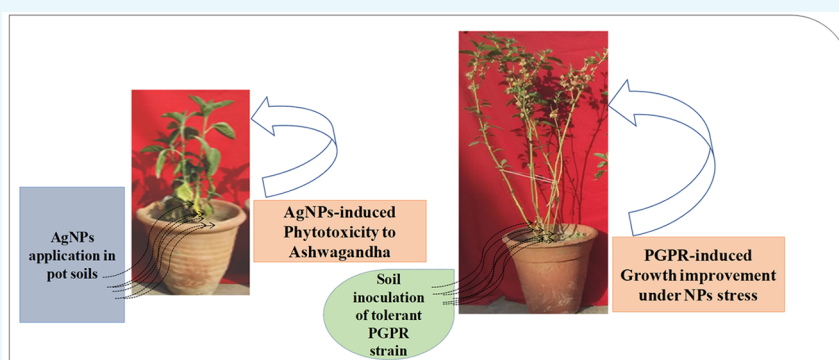 AgNPs
application in
pot soils
AgNPs-induced
Phytotoxicity to
Ashwagandha
Soil
inoculation
of tolerant
PGPR
strain
PGPR-induced
Growth improvement
under NPs stress